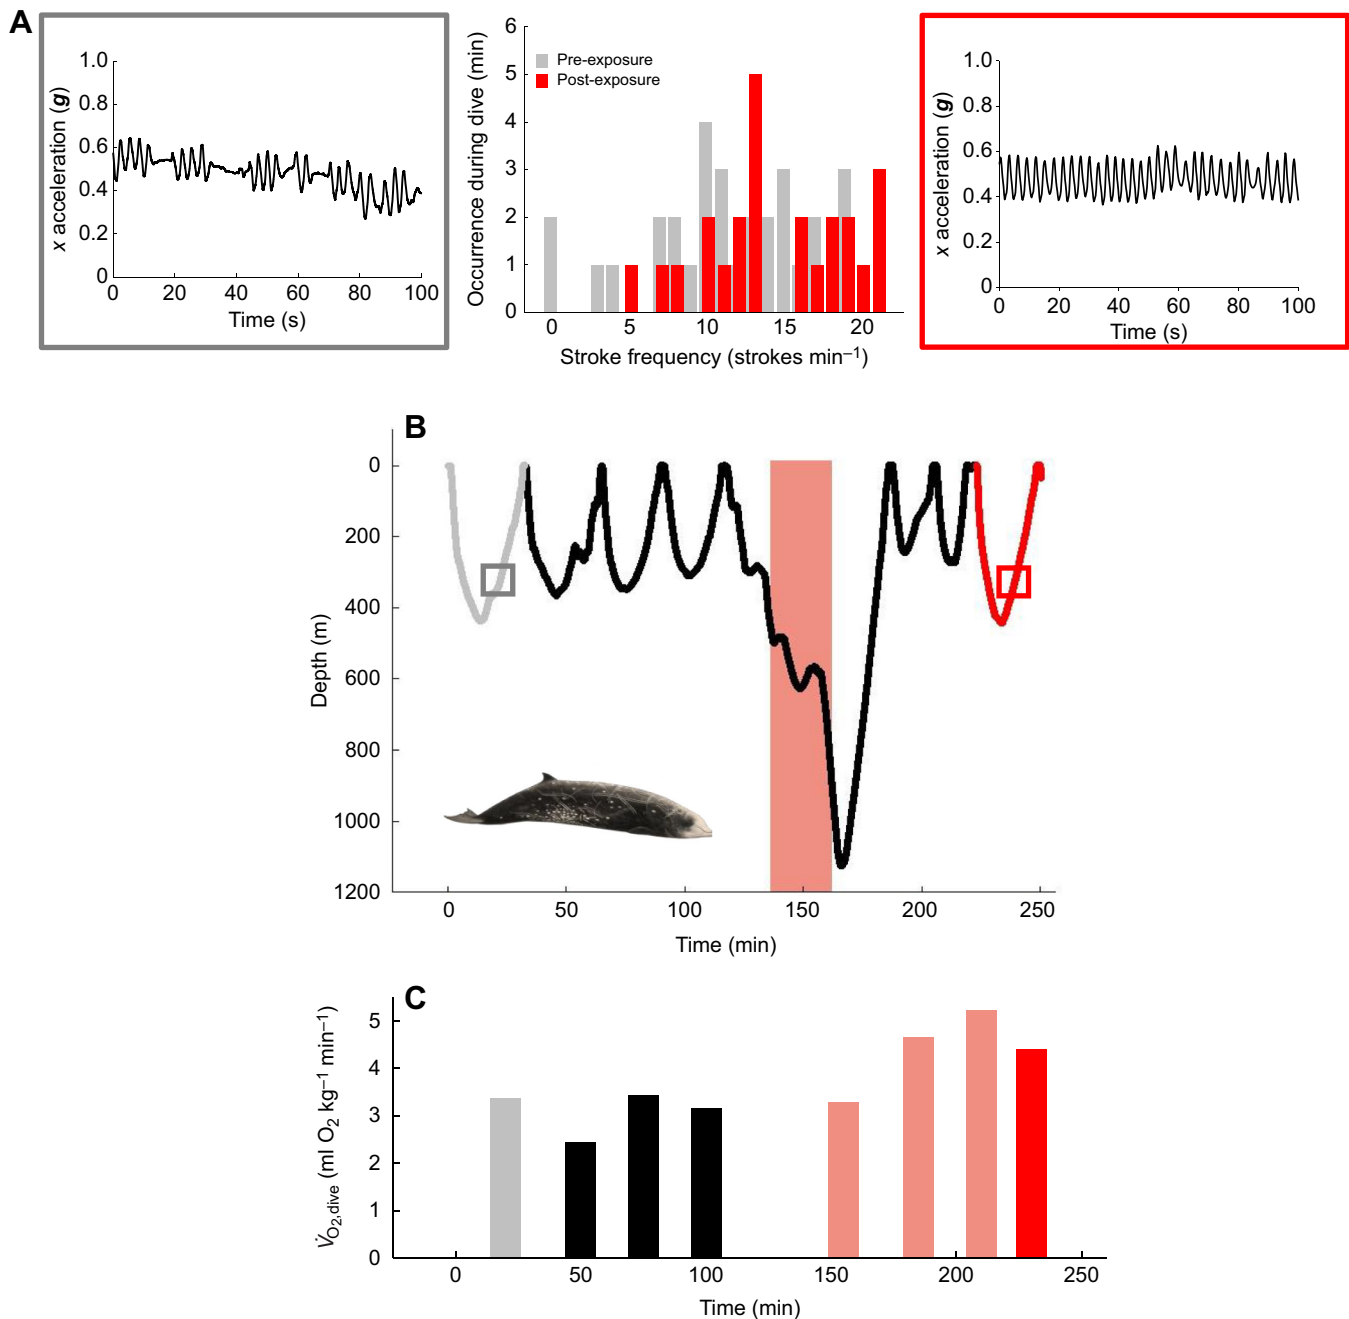 A
1.0
0.8
0.6
0.4
0.2
0
x acceleration (g)
0 20 40 60 80 100
Time (s)
6
5
4
3
2
1
0
Occurrence during dive (min)
Pre-exposure
Post-exposure
0 5 10 15 20
Stroke frequency (strokes min–1)
1.0
0.8
0.6
0.4
0.2
0
x acceleration (g)
0 20 40 60 80 100
Time (s)
B
0
200
400
600
800
1000
1200
Depth (m)
0 50 100 150 200 250
Time (min)
C
5
4
3
2
1
0
V̇O2,dive (ml O2 kg–1 min–1)
0 50 100 150 200 250
Time (min)